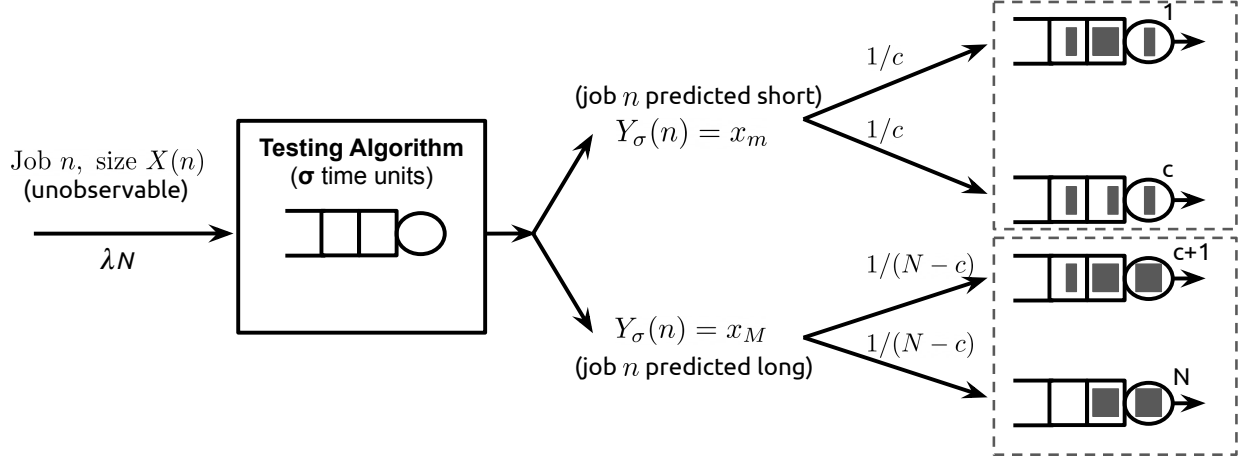 Job n, size X(n)
(unobservable)
λN
Testing Algorithm
(σ time units)
(job n predicted short)
Y_σ(n) = x_m
Y_σ(n) = x_M
(job n predicted long)
1/c
1/c
1/(N − c)
1/(N − c)
1
c
c+1
N